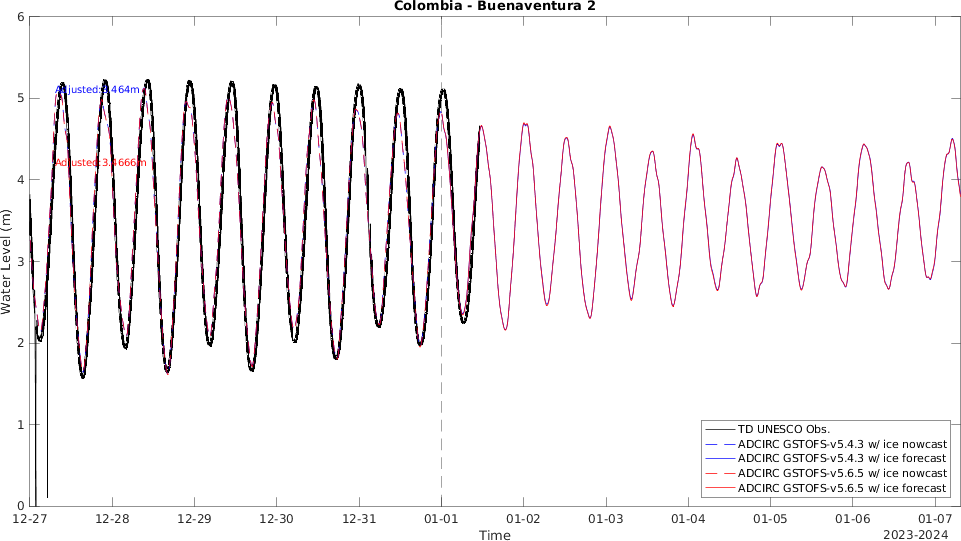 Colombia - Buenaventura 2
6
5
4
3
2
1
0
Water Level (m)
Adjusted:3.464m
Adjusted:3.4666m
TD UNESCO Obs.
ADCIRC GSTOFS-v5.4.3 w/ ice nowcast
ADCIRC GSTOFS-v5.4.3 w/ ice forecast
ADCIRC GSTOFS-v5.6.5 w/ ice nowcast
ADCIRC GSTOFS-v5.6.5 w/ ice forecast
12-27 12-28 12-29 12-30 12-31 01-01 01-02 01-03 01-04 01-05 01-06 01-07
Time
2023-2024